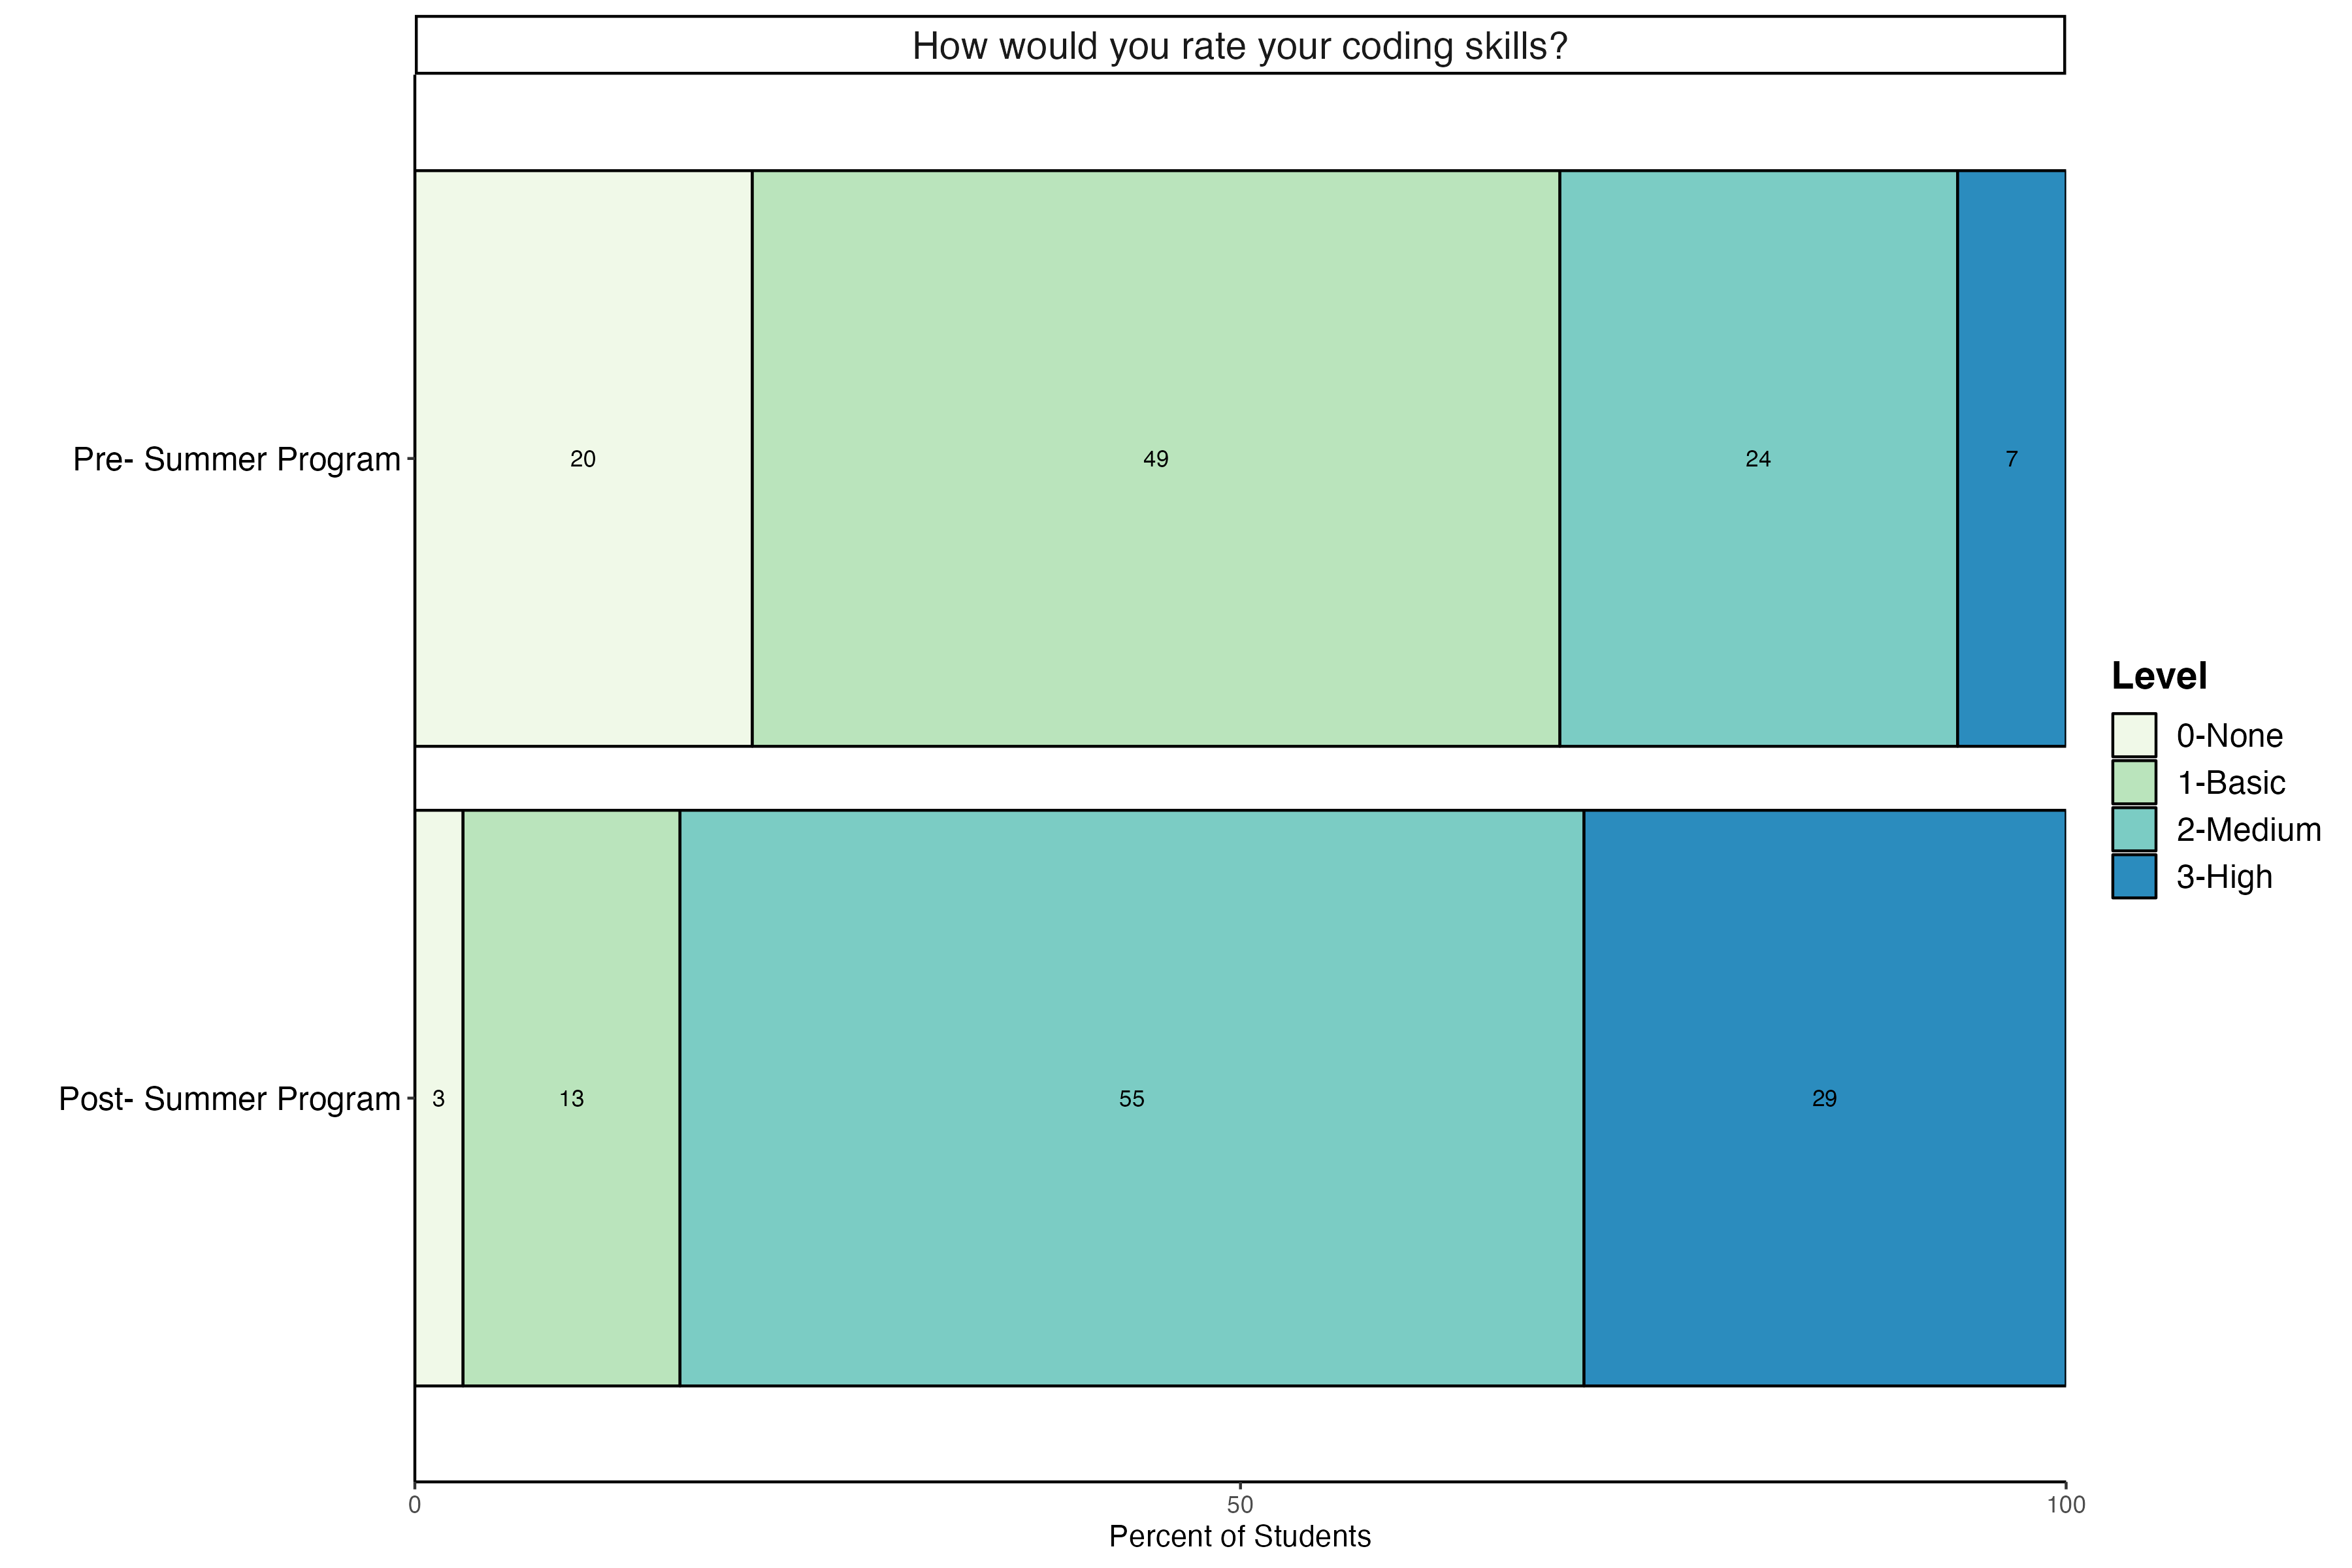 How would you rate your coding skills?
Pre- Summer Program
20
49
24
7
Post- Summer Program
3
13
55
29
0
50
100
Percent of Students
Level
0-None
1-Basic
2-Medium
3-High